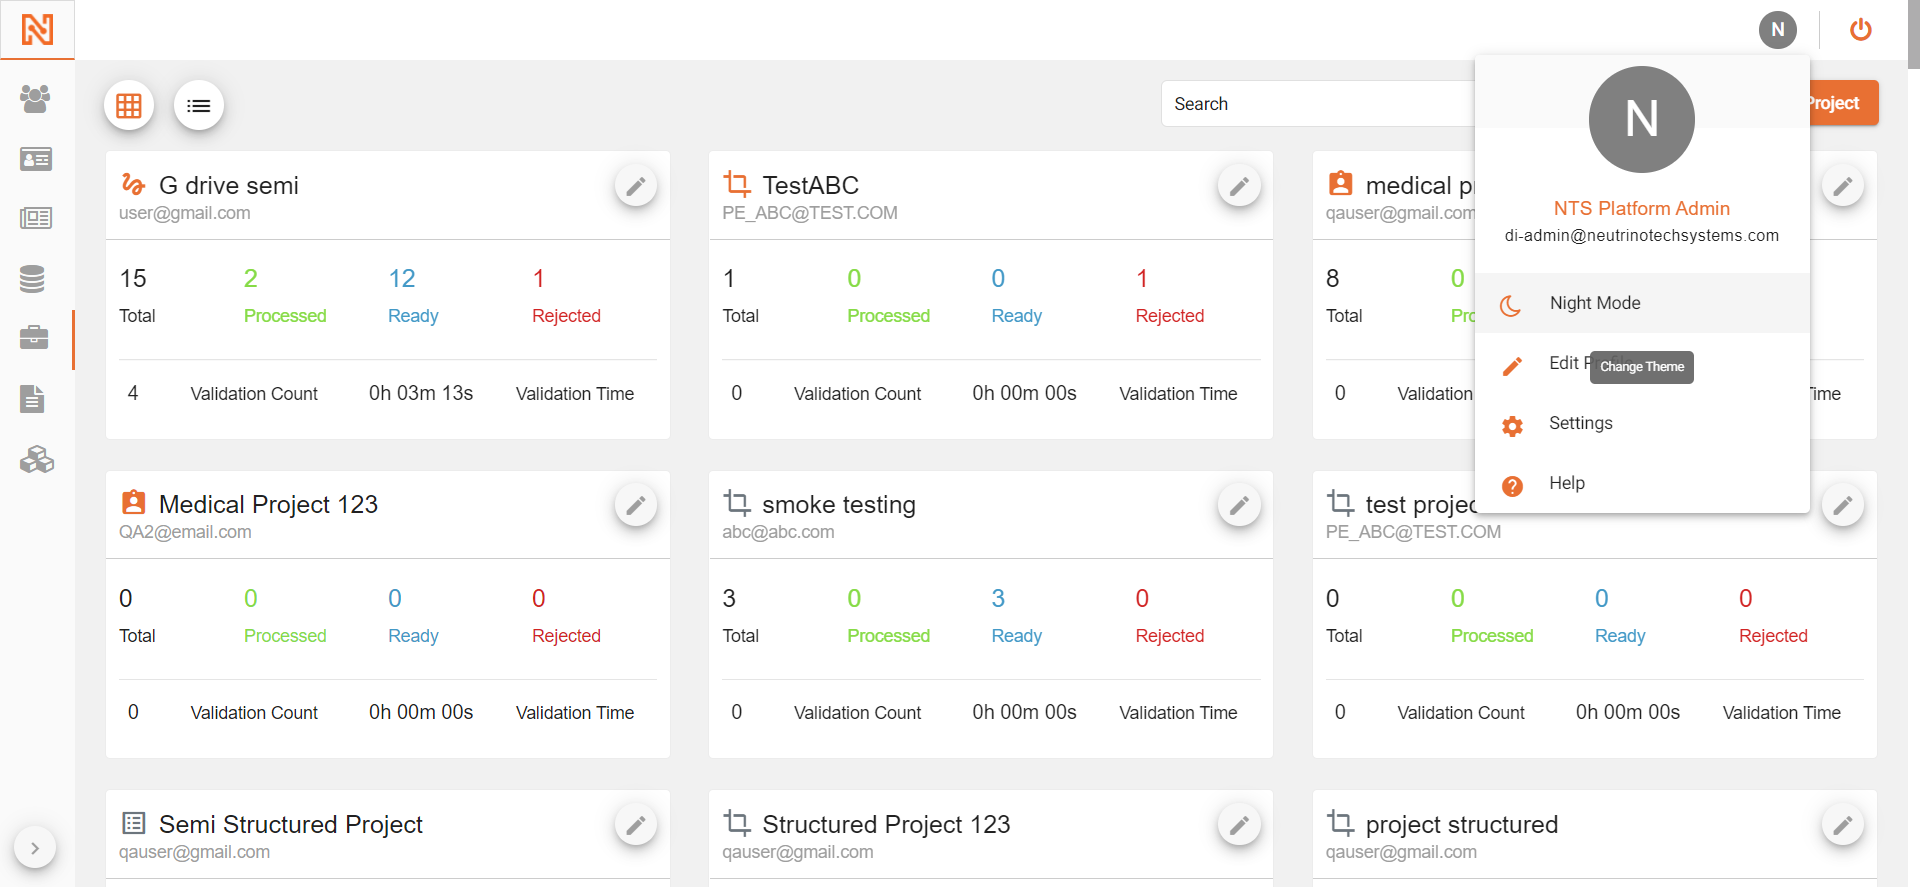 N
Search
Project
N
NTS Platform Admin
di-admin@neutrinotechsystems.com
Night Mode
Edit
Change Theme
Settings
Help
G drive semi
user@gmail.com
15 2 12 1
Total Processed Ready Rejected
4 Validation Count 0h 03m 13s Validation Time
TestABC
PE_ABC@TEST.COM
1 0 0 1
Total Processed Ready Rejected
0 Validation Count 0h 00m 00s Validation Time
medical
qauser@gmail.com
8 0
Total
0 Validation
Medical Project 123
QA2@email.com
0 0 0 0
Total Processed Ready Rejected
0 Validation Count 0h 00m 00s Validation Time
smoke testing
abc@abc.com
3 0 3 0
Total Processed Ready Rejected
0 Validation Count 0h 00m 00s Validation Time
test
PE_ABC@TEST.COM
0 0 0 0
Total Processed Ready Rejected
0 Validation Count 0h 00m 00s Validation Time
Semi Structured Project
qauser@gmail.com
Structured Project 123
qauser@gmail.com
project structured
qauser@gmail.com